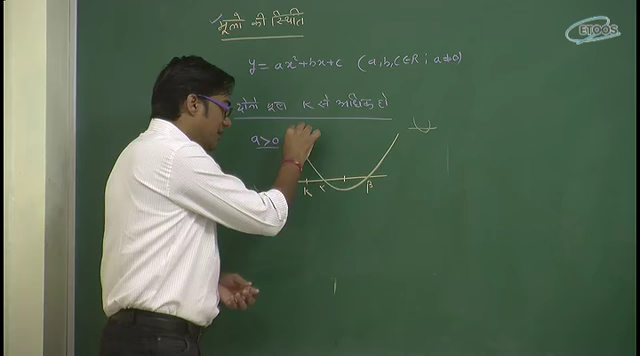 मूलों की स्थिति
ETOOS
y = ax²+bx+c (a,b,c∈R ; a≠0)
दोनो मूल K से अधिक हो
a>0
K β